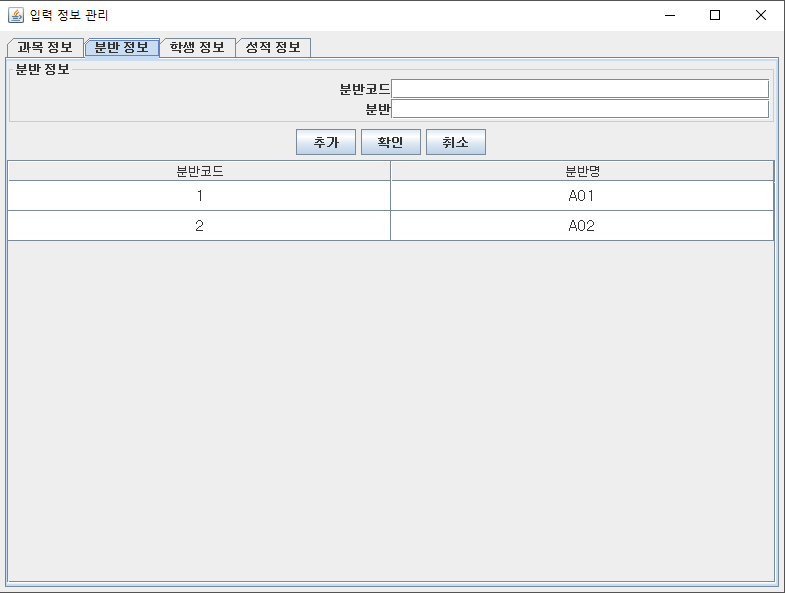 입력 정보 관리
과목 정보 분반 정보 학생 정보 성적 정보
분반 정보
분반코드
분반
추가 확인 취소
분반코드 분반명
1 A01
2 A02